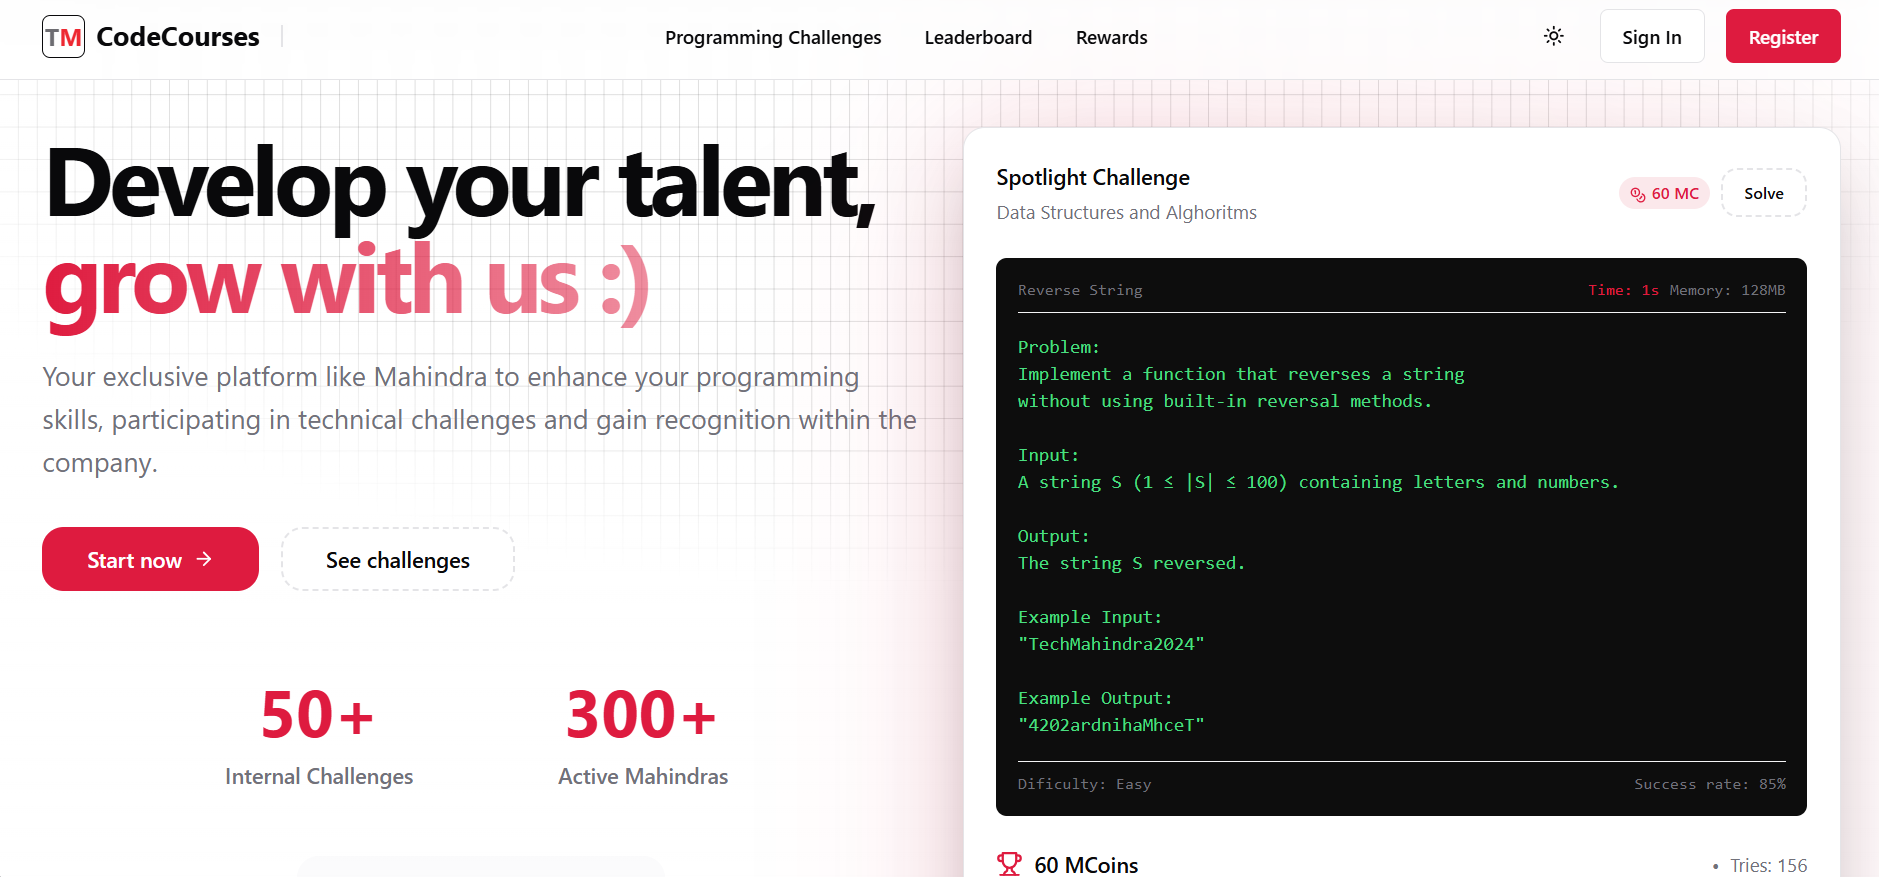 TM CodeCourses
Programming Challenges
Leaderboard
Rewards
Sign In
Register
Develop your talent,
grow with us :)
Your exclusive platform like Mahindra to enhance your programming
skills, participating in technical challenges and gain recognition within the
company.
Start now →
See challenges
50+
Internal Challenges
300+
Active Mahindras
Spotlight Challenge
Data Structures and Alghoritms
60 MC
Solve
Reverse String
Time: 1s Memory: 128MB
Problem:
Implement a function that reverses a string
without using built-in reversal methods.
Input:
A string S (1 ≤ |S| ≤ 100) containing letters and numbers.
Output:
The string S reversed.
Example Input:
"TechMahindra2024"
Example Output:
"4202ardnihaMhceT"
Dificulty: Easy
Success rate: 85%
60 MCoins
• Tries: 156